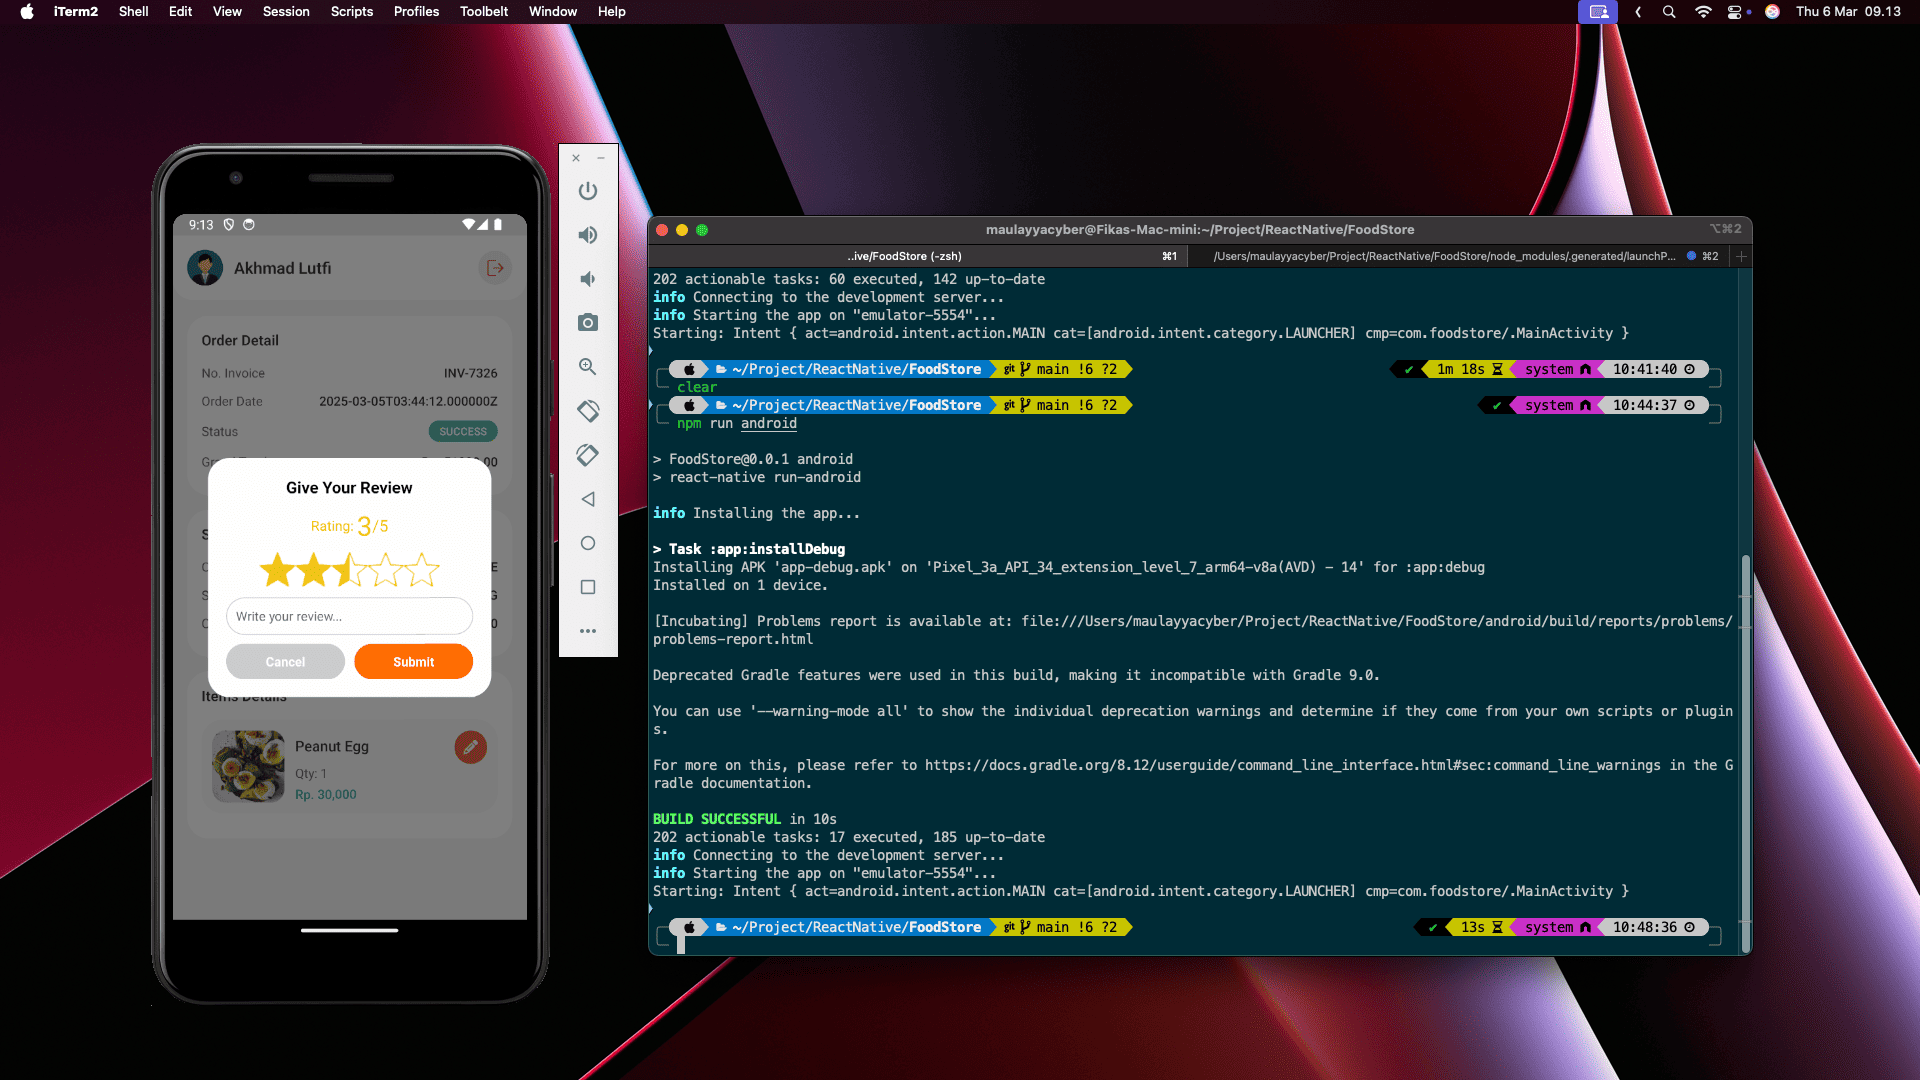 iTerm2 Shell Edit View Session Scripts Profiles Toolbelt Window Help
Thu 6 Mar 09.13
9:13
Akhmad Lutfi
Order Detail
No. Invoice INV-7326
Order Date 2025-03-05T03:44:12.000000Z
Status SUCCESS
Give Your Review
Rating: 3/5
Write your review...
Cancel Submit
Items Details
Peanut Egg
Qty: 1
Rp. 30,000
maulayyacyber@Fikas-Mac-mini:~/Project/ReactNative/FoodStore
⌥⌘2
..ive/FoodStore (-zsh) ⌘1 /Users/maulayyacyber/Project/ReactNative/FoodStore/node_modules/.generated/launchP... ⌘2
202 actionable tasks: 60 executed, 142 up-to-date
info Connecting to the development server...
info Starting the app on "emulator-5554"...
Starting: Intent { act=android.intent.action.MAIN cat=[android.intent.category.LAUNCHER] cmp=com.foodstore/.MainActivity }
~/Project/ReactNative/FoodStore git main !6 ?2 ✔ 1m 18s system 10:41:40
clear
~/Project/ReactNative/FoodStore git main !6 ?2 ✔ system 10:44:37
npm run android
> FoodStore@0.0.1 android
> react-native run-android
info Installing the app...
> Task :app:installDebug
Installing APK 'app-debug.apk' on 'Pixel_3a_API_34_extension_level_7_arm64-v8a(AVD) - 14' for :app:debug
Installed on 1 device.
[Incubating] Problems report is available at: file:///Users/maulayyacyber/Project/ReactNative/FoodStore/android/build/reports/problems/
problems-report.html
Deprecated Gradle features were used in this build, making it incompatible with Gradle 9.0.
You can use '--warning-mode all' to show the individual deprecation warnings and determine if they come from your own scripts or plugin
s.
For more on this, please refer to https://docs.gradle.org/8.12/userguide/command_line_interface.html#sec:command_line_warnings in the G
radle documentation.
BUILD SUCCESSFUL in 10s
202 actionable tasks: 17 executed, 185 up-to-date
info Connecting to the development server...
info Starting the app on "emulator-5554"...
Starting: Intent { act=android.intent.action.MAIN cat=[android.intent.category.LAUNCHER] cmp=com.foodstore/.MainActivity }
~/Project/ReactNative/FoodStore git main !6 ?2 ✔ 13s system 10:48:36